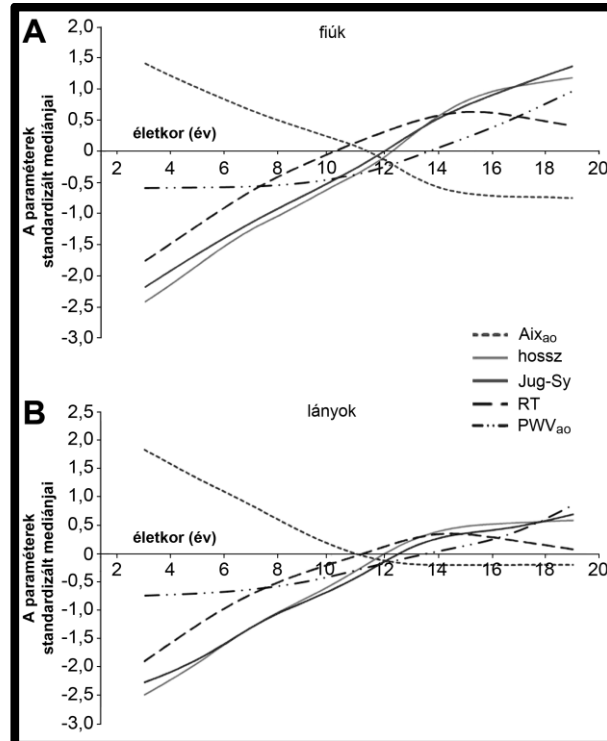 A
fiúk
A paraméterek
standardizált mediánjai
életkor (év)
2,0
1,5
1,0
0,5
0
-0,5
-1,0
-1,5
-2,0
-2,5
-3,0
2 4 6 8 10 12 14 16 18 20
Aixao
hossz
Jug-Sy
RT
PWVao
B
lányok
A paraméterek
standardizált mediánjai
életkor (év)
2,5
2,0
1,5
1,0
0,5
0
-0,5
-1,0
-1,5
-2,0
-2,5
-3,0
2 4 6 8 10 12 14 16 18 20